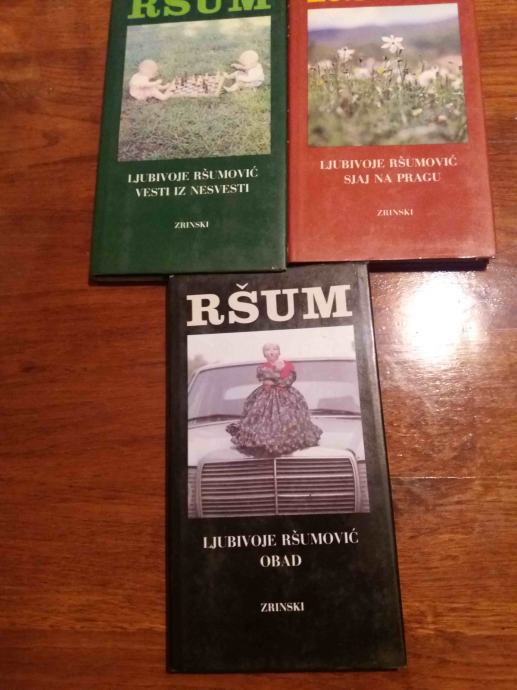 RŠUM
LJUBIVOJE RŠUMOVIĆ
VESTI IZ NESVESTI
ZRINSKI
LJUBIVOJE RŠUMOVIĆ
SJAJ NA PRAGU
ZRINSKI
RŠUM
LJUBIVOJE RŠUMOVIĆ
OBAD
ZRINSKI